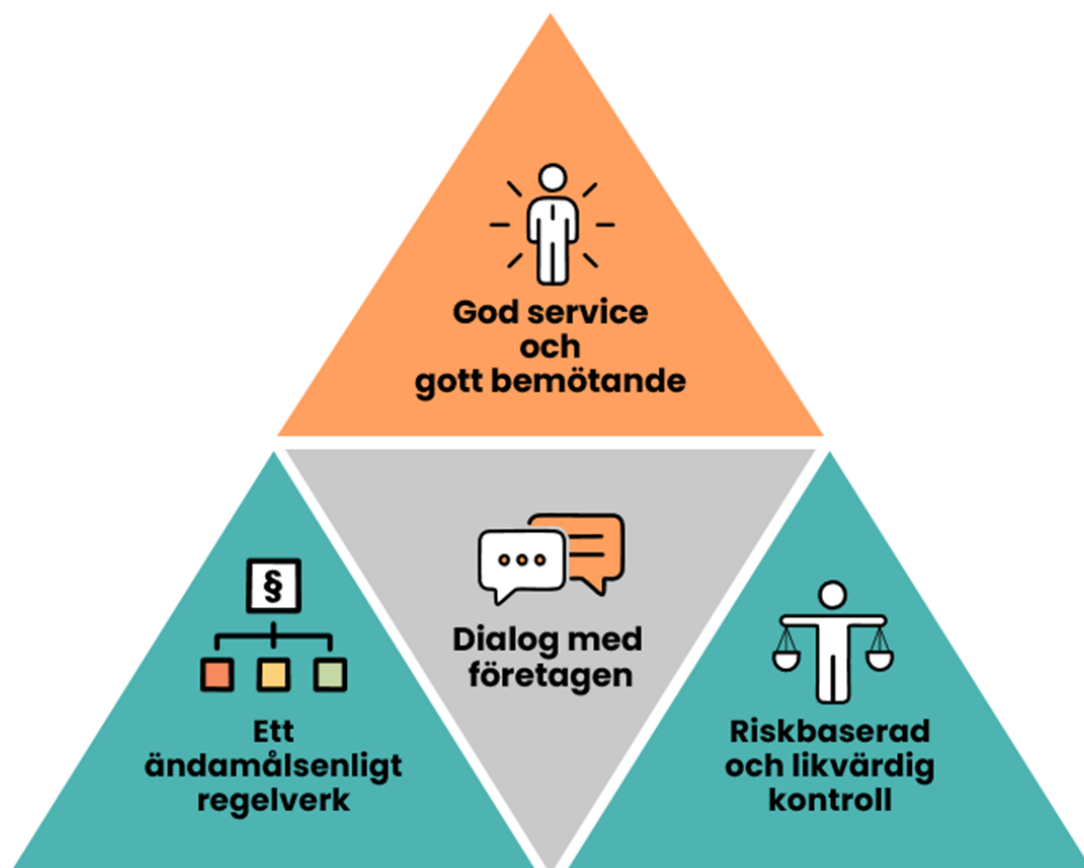 God service
och
gott bemötande
Dialog med
företagen
§
Ett
ändamålsenligt
regelverk
Riskbaserad
och likvärdig
kontroll